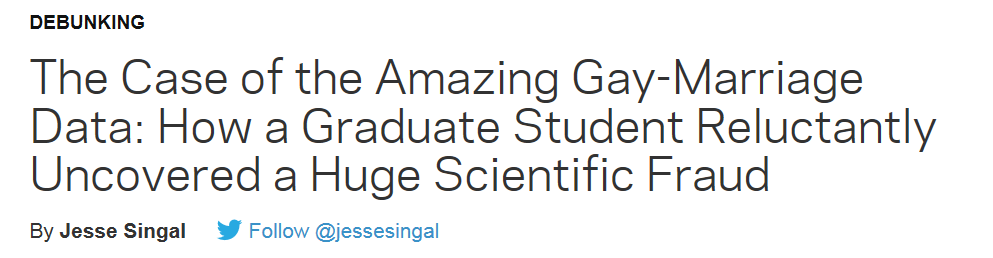 DEBUNKING
The Case of the Amazing Gay-Marriage
Data: How a Graduate Student Reluctantly
Uncovered a Huge Scientific Fraud
By Jesse Singal Follow @jessesingal